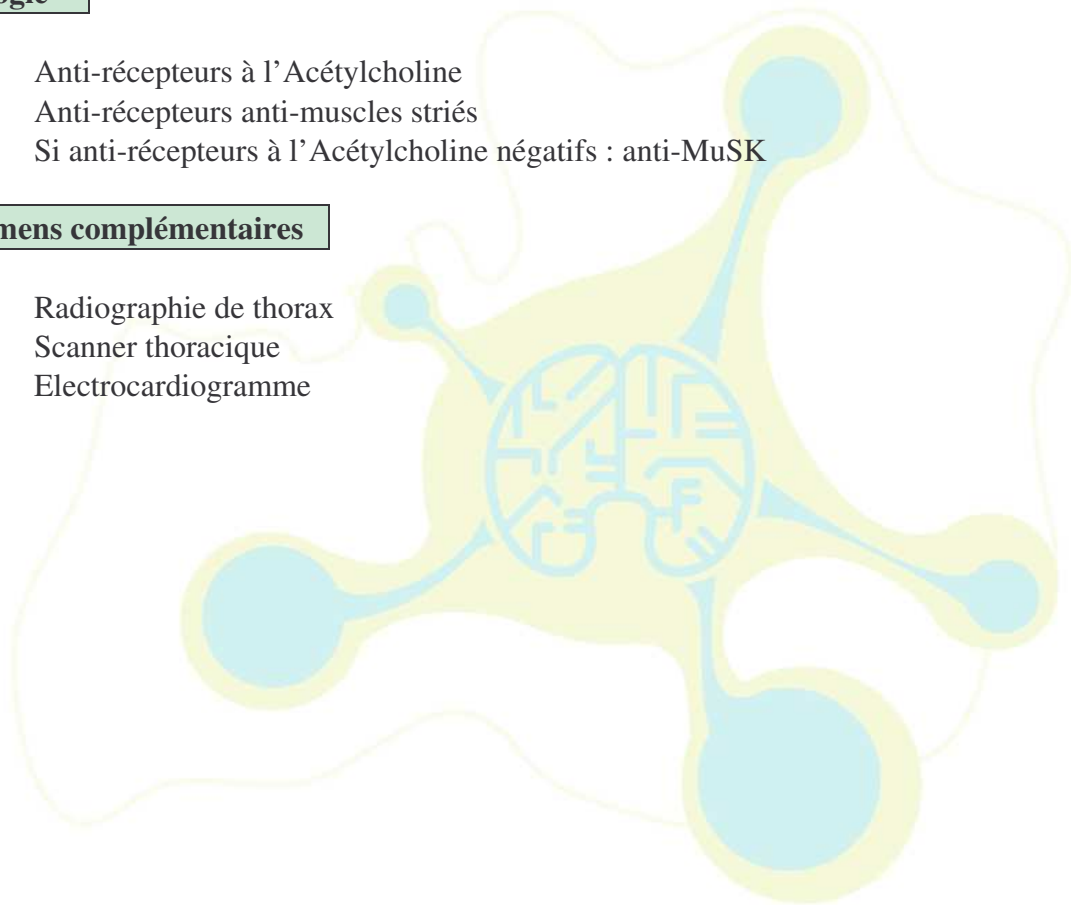 Anti-récepteurs à l’Acétylcholine
Anti-récepteurs anti-muscles striés
Si anti-récepteurs à l’Acétylcholine négatifs : anti-MuSK
complémentaires
Radiographie de thorax
Scanner thoracique
Electrocardiogramme